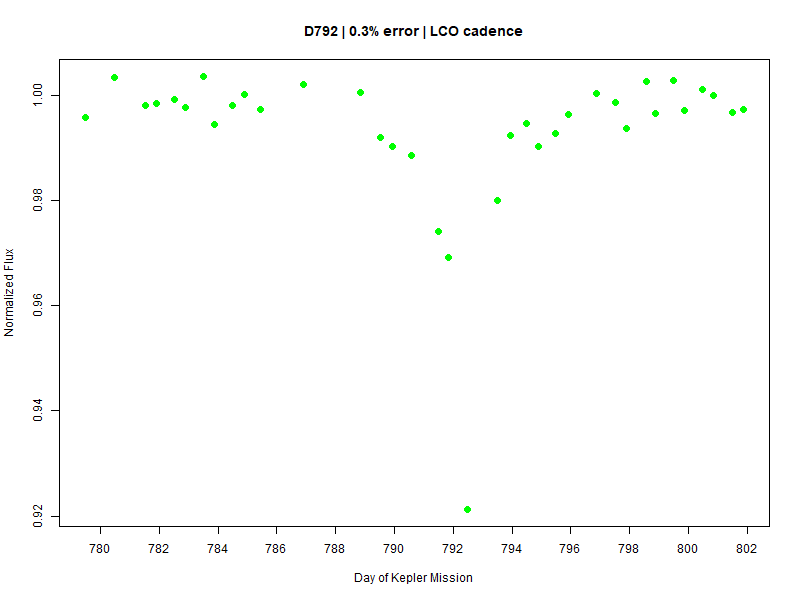 D792 | 0.3% error | LCO cadence
Normalized Flux
1.00
0.98
0.96
0.94
0.92
780 782 784 786 788 790 792 794 796 798 800 802
Day of Kepler Mission